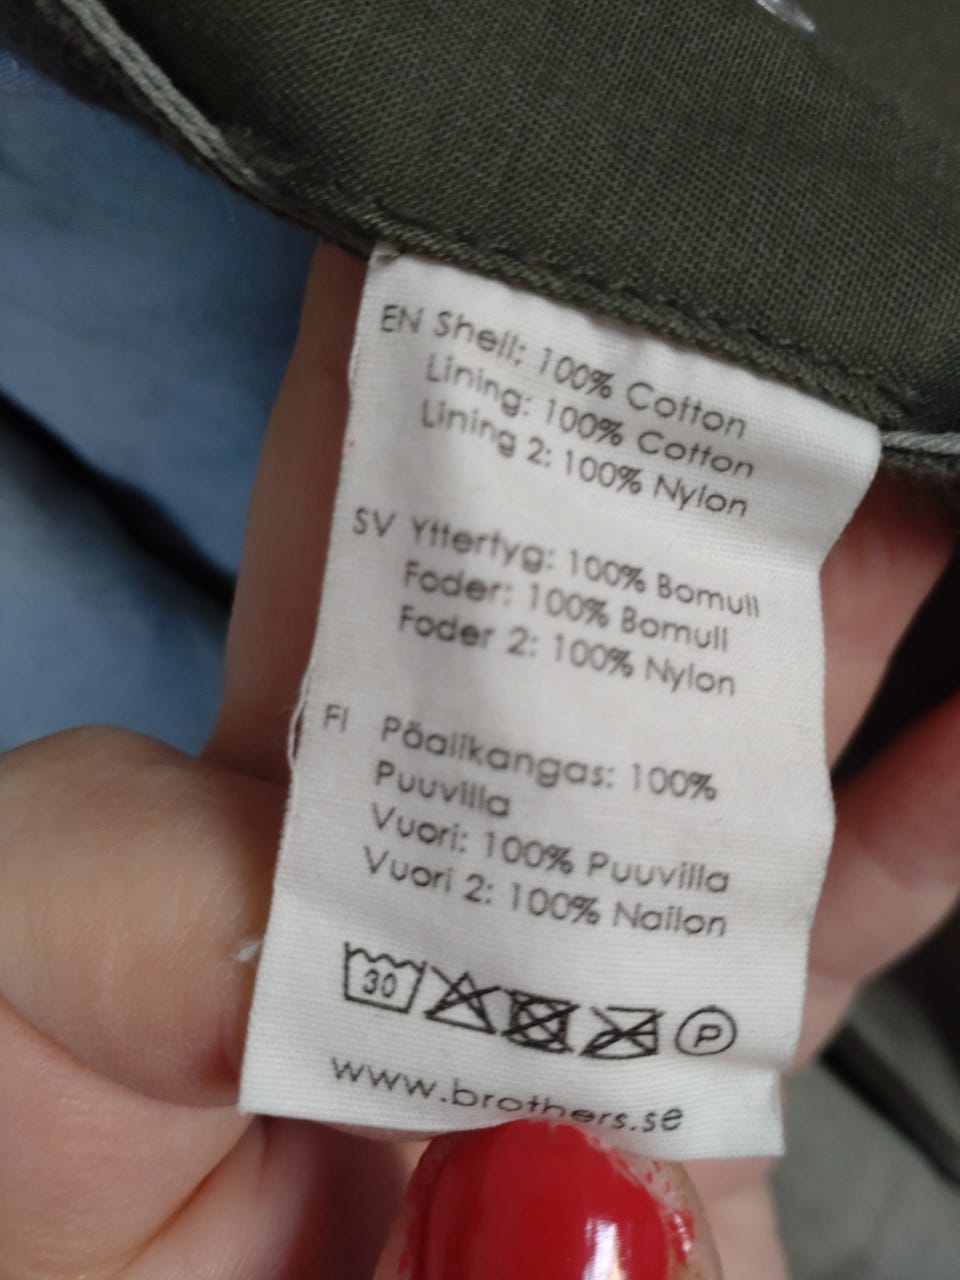 EN Shell: 100% Cotton
Lining: 100% Cotton
Lining 2: 100% Nylon
SV Yttertyg: 100% Bomull
Foder: 100% Bomull
Foder 2: 100% Nylon
FI Päalikangas: 100%
Puuvilla
Vuori: 100% Puuvilla
Vuori 2: 100% Nailon
30 P
www.brothers.se